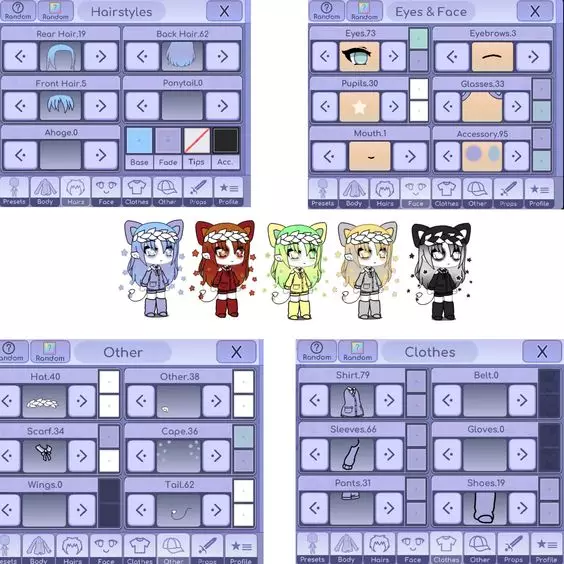 Random
Random
Hairstyles
X
Rear Hair.19
Back Hair.62
Front Hair.5
Ponytail.0
Ahoge.0
Base
Fade
Tips
Acc.
Presets
Body
Hairs
Face
Clothes
Other
Props
Profile
Random
Random
Eyes & Face
X
Eyes.73
Eyebrows.3
Pupils.30
Glasses.33
Mouth.1
Accessory.95
Presets
Body
Hairs
Face
Clothes
Other
Props
Profile
Random
Random
Other
X
Hat.40
Other.38
Scarf.34
Cape.36
Wings.0
Tail.62
Body
Hairs
Face
Clothes
Other
Props
Profile
Random
Random
Clothes
X
Shirt.79
Belt.0
Sleeves.66
Gloves.0
Pants.31
Shoes.19
Presets
Body
Hairs
Face
Clothes
Other
Props
Profile